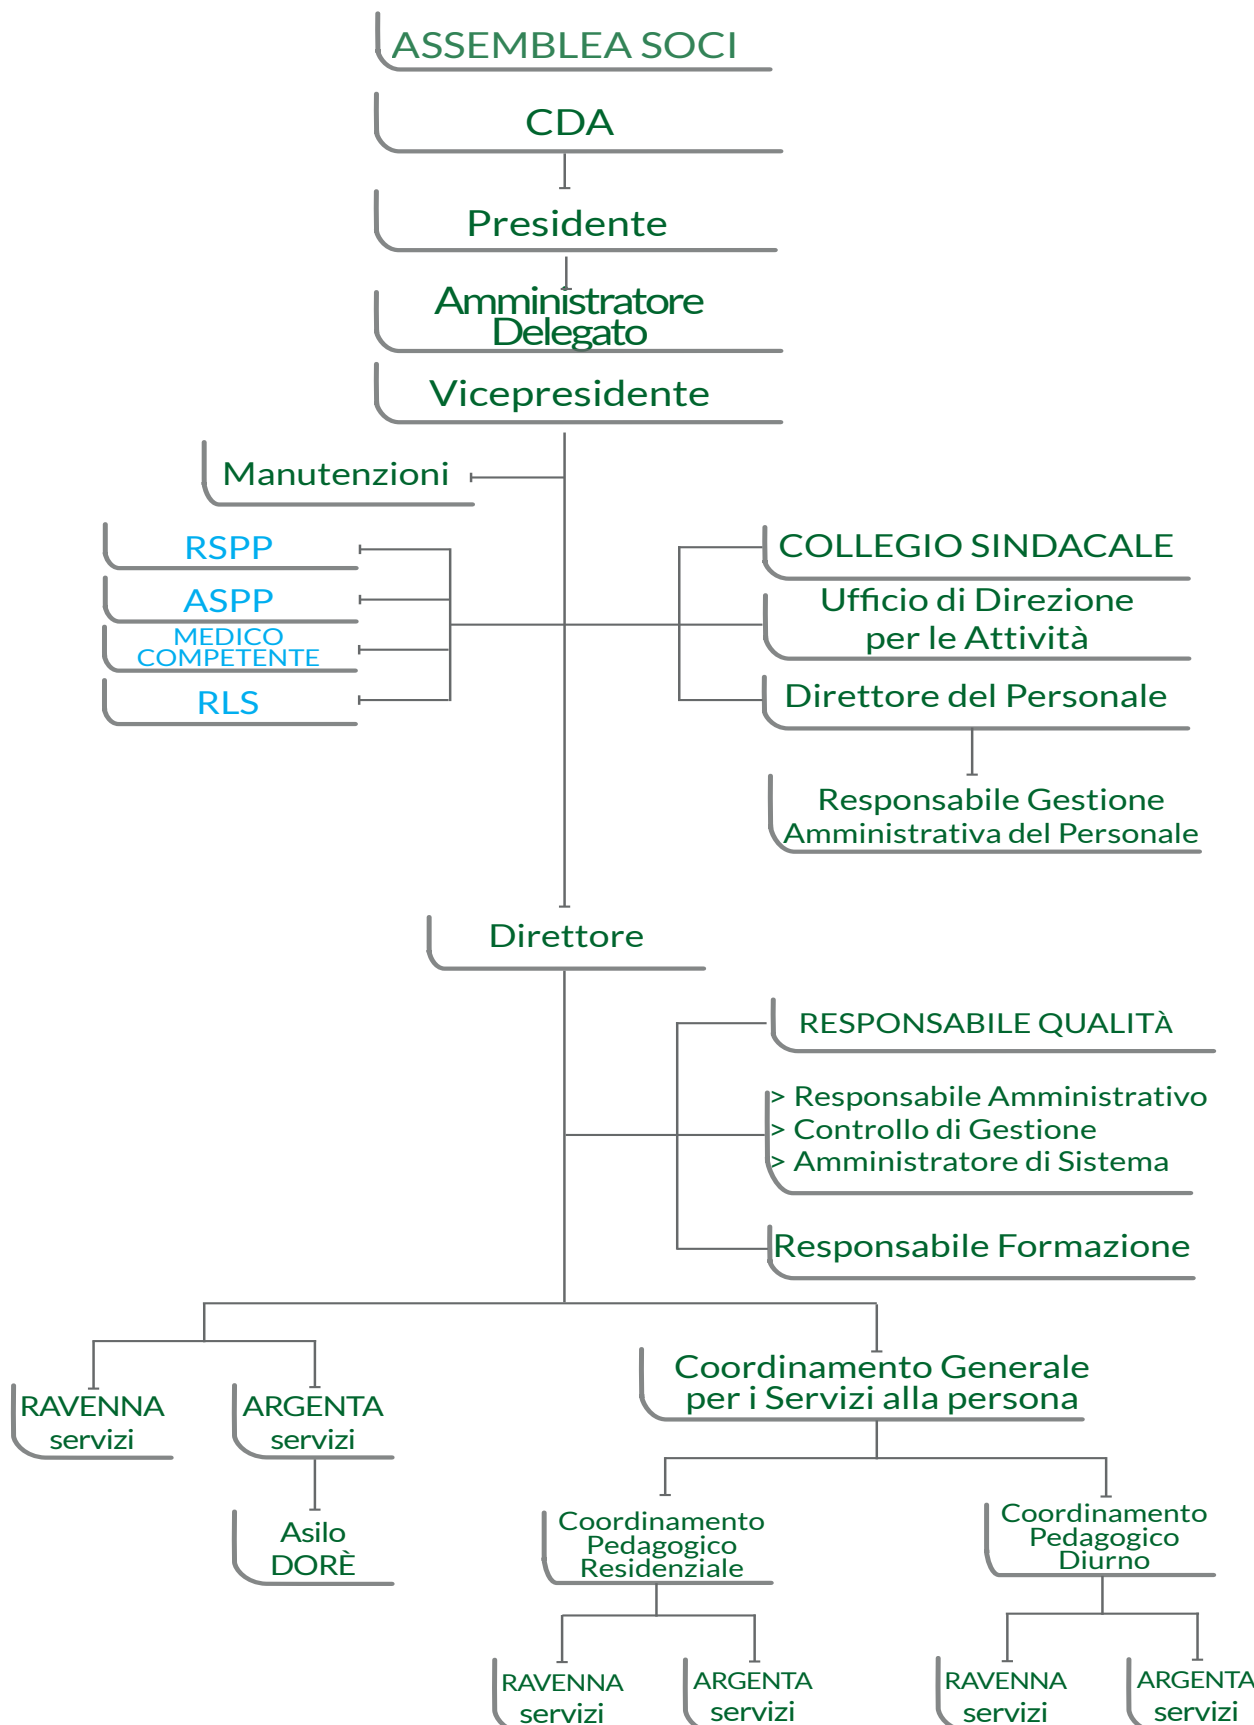 ASSEMBLEA SOCI
CDA
Presidente
Amministratore
Delegato
Vicepresidente
Manutenzioni
RSPP
ASPP
MEDICO
COMPETENTE
RLS
COLLEGIO SINDACALE
Ufficio di Direzione
per le Attività
Direttore del Personale
Responsabile Gestione
Amministrativa del Personale
Direttore
RESPONSABILE QUALITÀ
> Responsabile Amministrativo
> Controllo di Gestione
> Amministratore di Sistema
Responsabile Formazione
RAVENNA
servizi
ARGENTA
servizi
Asilo
DORÈ
Coordinamento Generale
per i Servizi alla persona
Coordinamento
Pedagogico
Residenziale
Coordinamento
Pedagogico
Diurno
RAVENNA
servizi
ARGENTA
servizi
RAVENNA
servizi
ARGENTA
servizi